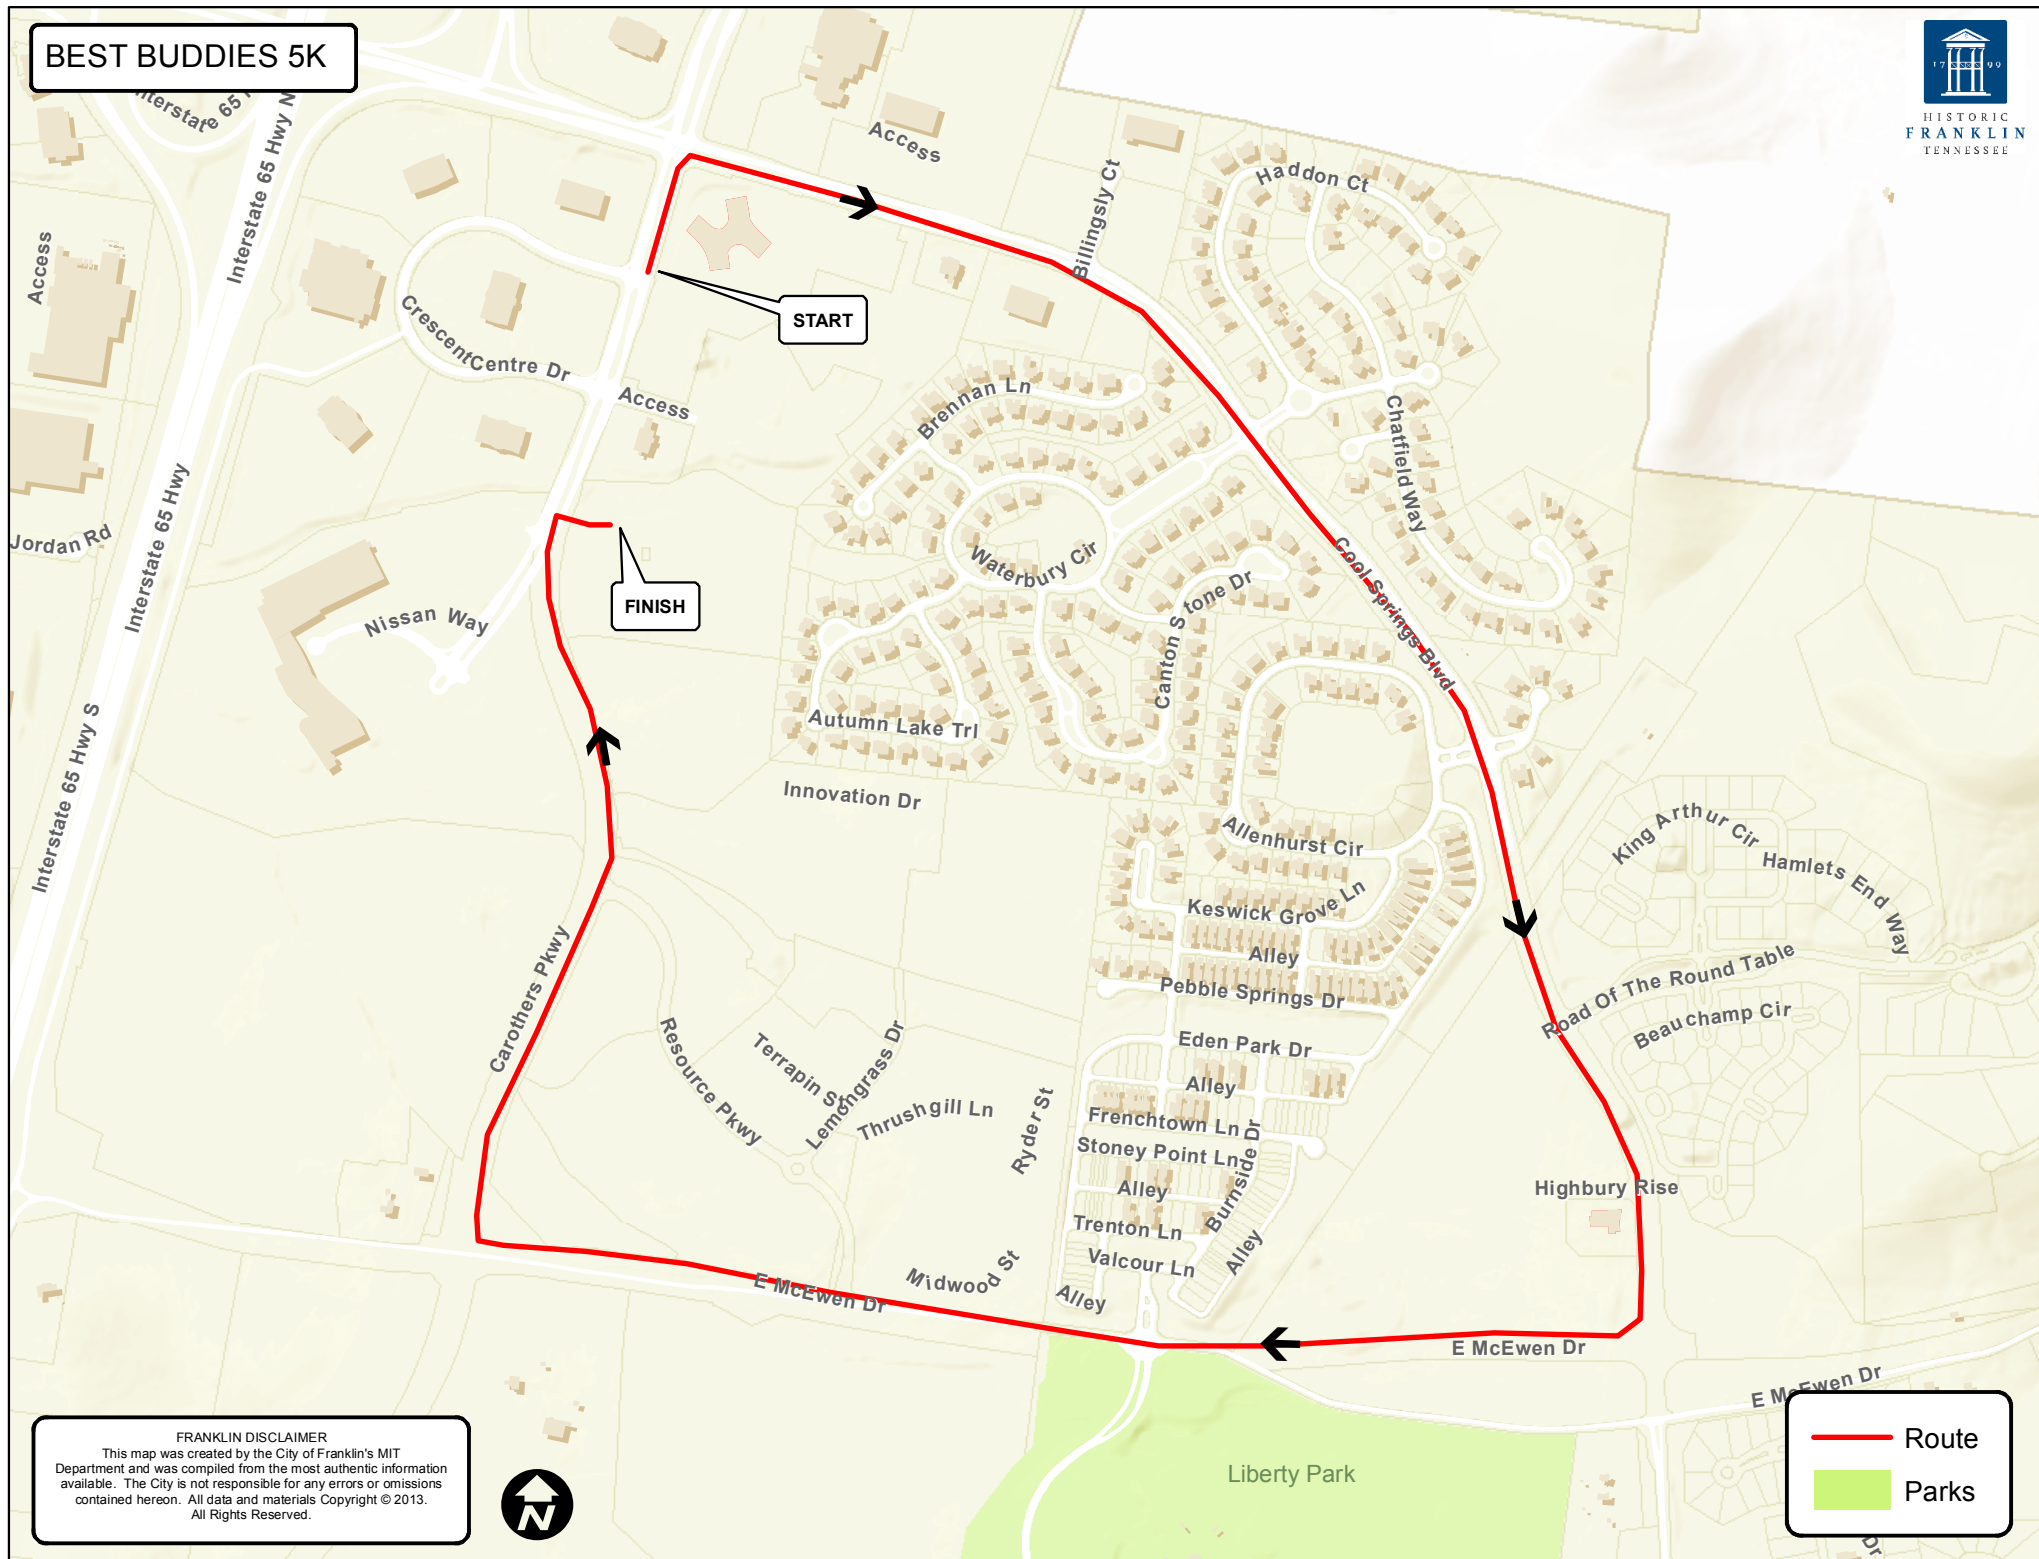 BEST BUDDIES 5K
17 99
HISTORIC
FRANKLIN
TENNESSEE
Interstate 65
Interstate 65 Hwy N
Access
Access
Billingsly Ct
Haddon Ct
START
Crescent Centre Dr
Access
Brennan Ln
Chatfield Way
Interstate 65 Hwy
Jordan Rd
Nissan Way
FINISH
Waterbury Cir
Canton Stone Dr
Cool Springs Blvd
Autumn Lake Trl
Interstate 65 Hwy S
Innovation Dr
Allenhurst Cir
King Arthur Cir
Hamlets End Way
Keswick Grove Ln
Alley
Pebble Springs Dr
Road Of The Round Table
Beauchamp Cir
Carothers Pkwy
Resource Pkwy
Terrapin St
Lemongrass Dr
Thrushgill Ln
Ryder St
Eden Park Dr
Alley
Frenchtown Ln
Stoney Point Ln
Burnside Dr
Alley
Trenton Ln
Valcour Ln
Alley
Alley
Highbury Rise
Midwood St
E McEwen Dr
E McEwen Dr
E McEwen Dr
Liberty Park
Dr
FRANKLIN DISCLAIMER
This map was created by the City of Franklin's MIT
Department and was compiled from the most authentic information
available. The City is not responsible for any errors or omissions
contained hereon. All data and materials Copyright © 2013.
All Rights Reserved.
N
Route
Parks